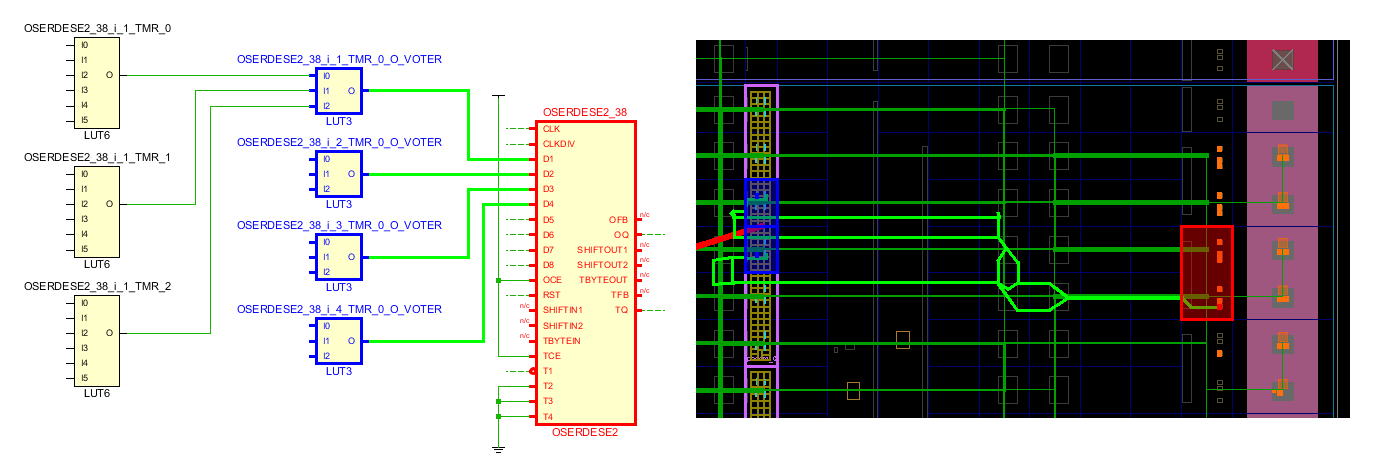 OSERDESE2_38_i_1_TMR_0
I0
I1
I2
O
I3
I4
I5
LUT6
OSERDESE2_38_i_1_TMR_1
I0
I1
I2
O
I3
I4
I5
LUT6
OSERDESE2_38_i_1_TMR_2
I0
I1
I2
O
I3
I4
I5
LUT6
OSERDESE2_38_i_1_TMR_0_O_VOTER
I0
I1
O
I2
LUT3
OSERDESE2_38_i_2_TMR_0_O_VOTER
I0
I1
O
I2
LUT3
OSERDESE2_38_i_3_TMR_0_O_VOTER
I0
I1
O
I2
LUT3
OSERDESE2_38_i_4_TMR_0_O_VOTER
I0
I1
O
I2
LUT3
OSERDESE2_38
CLK
CLKDIV
D1
D2
D3
D4
D5
OFB n/c
D6
OQ
D7
SHIFTOUT1 n/c
D8
SHIFTOUT2 n/c
OCE
TBYTEOUT n/c
RST
TFB n/c
n/c SHIFTIN1
TQ
n/c SHIFTIN2
n/c TBYTEIN
TCE
T1
T2
T3
T4
OSERDESE2